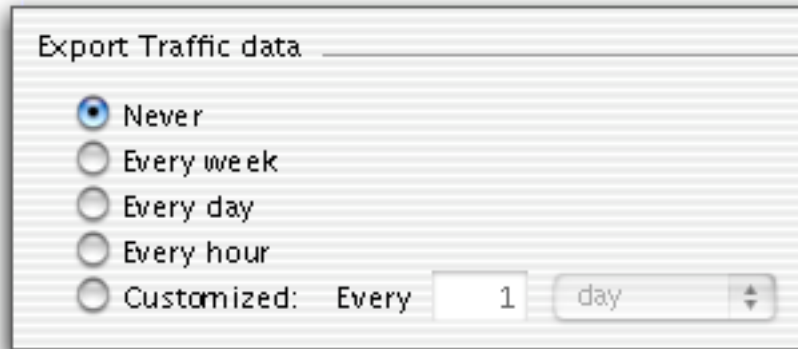 Export Traffic data
Never
Every week
Every day
Every hour
Customized: Every 1 day